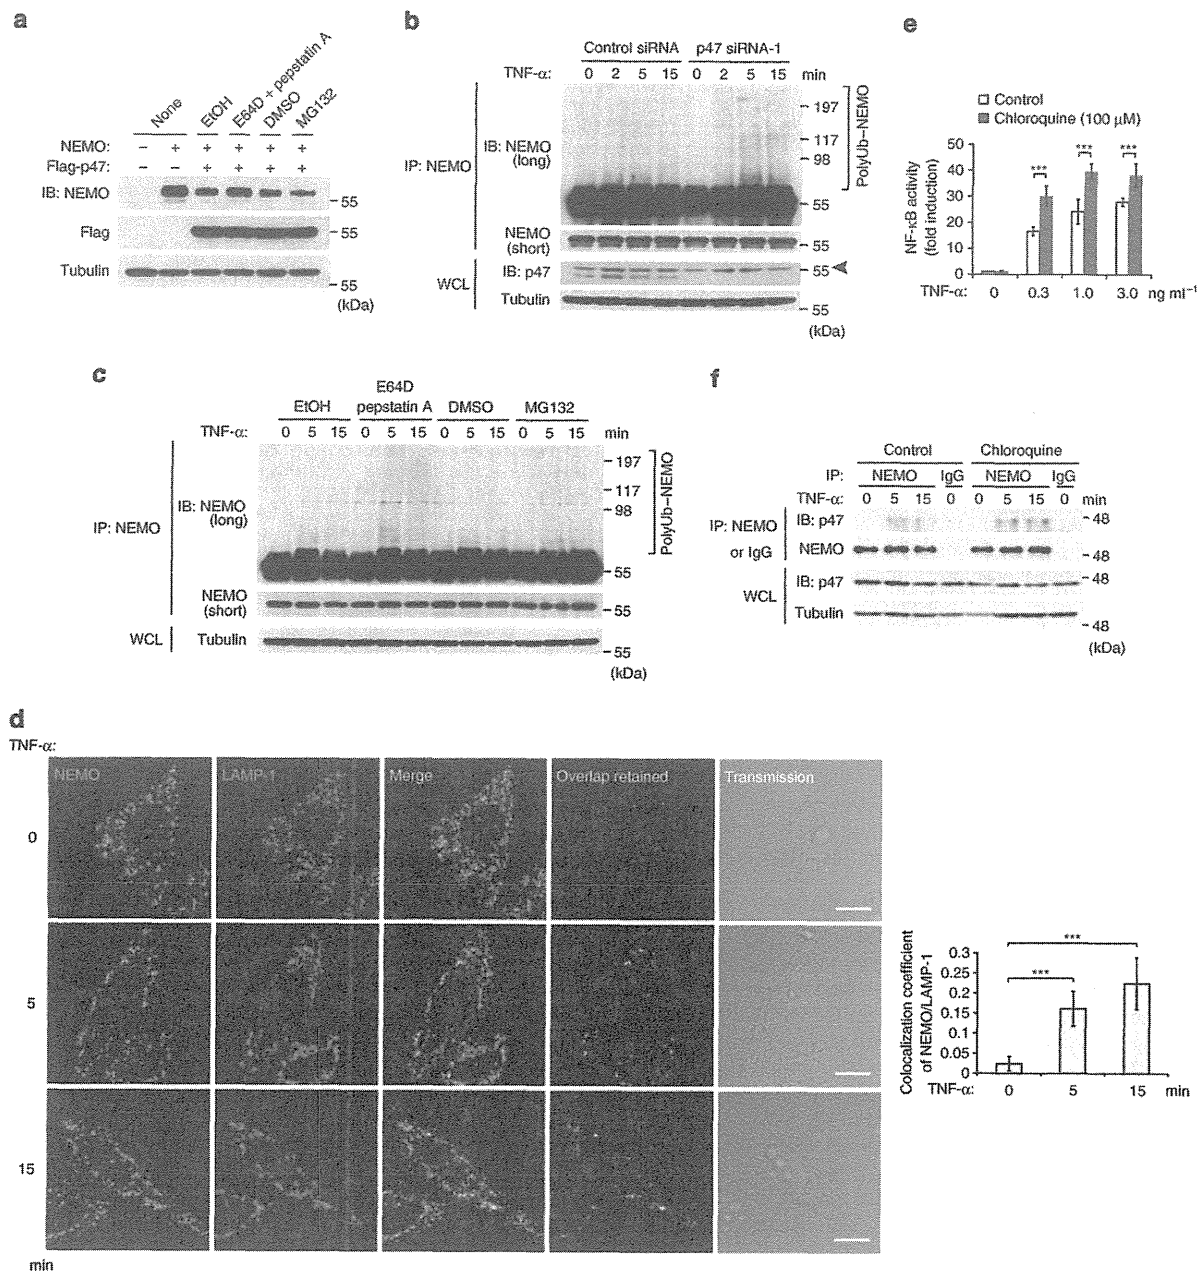 a
None
EtOH
E64D + pepstatin A
DMSO
MG132
NEMO: – + + + + +
Flag-p47: – – + + + +
IB: NEMO
55
Flag
55
Tubulin
55
(kDa)
b
Control siRNA p47 siRNA-1
TNF-α: 0 2 5 15 0 2 5 15 min
197
117
98
55
PolyUb–NEMO
IP: NEMO
IB: NEMO
(long)
NEMO
(short)
55
WCL
IB: p47
55
Tubulin
55
(kDa)
e
Control
Chloroquine (100 μM)
NF-κB activity
(fold induction)
50
40
30
20
10
0
*** *** ***
TNF-α: 0 0.3 1.0 3.0 ng ml⁻¹
c
EtOH
E64D
pepstatin A
DMSO
MG132
TNF-α: 0 5 15 0 5 15 0 5 15 0 5 15 min
197
117
98
55
PolyUb–NEMO
IP: NEMO
IB: NEMO
(long)
NEMO
(short)
55
WCL
Tubulin
55
(kDa)
f
Control Chloroquine
IP: NEMO IgG NEMO IgG
TNF-α: 0 5 15 0 0 5 15 0 min
IP: NEMO
or IgG
IB: p47
48
NEMO
48
WCL
IB: p47
48
Tubulin
48
(kDa)
d
TNF-α:
NEMO LAMP-1 Merge Overlap retained Transmission
0
5
15
min
Colocalization coefficient
of NEMO/LAMP-1
0.3
0.25
0.2
0.15
0.1
0.05
0
***
***
TNF-α: 0 5 15 min